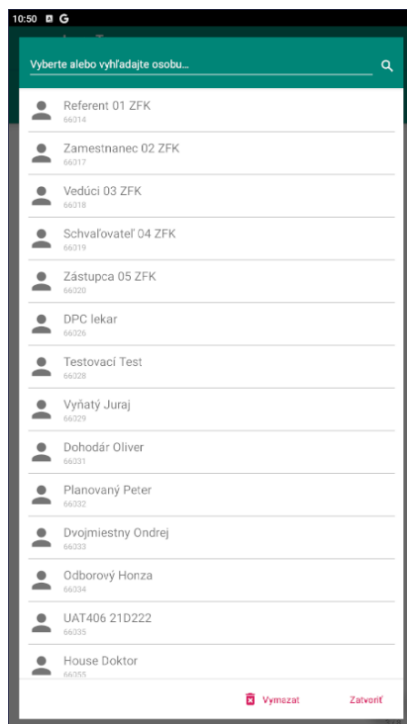 10:50 A G
Vyberte alebo vyhľadajte osobu...
Referent 01 ZFK
66314
Zamestnanec 02 ZFK
66317
Vedúci 03 ZFK
66318
Schvaľovateľ 04 ZFK
66319
Zástupca 05 ZFK
66320
DPC lekar
66326
Testovací Test
66328
Vyňatý Juraj
66329
Dohodár Oliver
66331
Planovaný Peter
66332
Dvojmiestny Ondrej
66333
Odborový Honza
66334
UAT406 21D222
66335
House Doktor
66355
Vymazat Zatvoriť